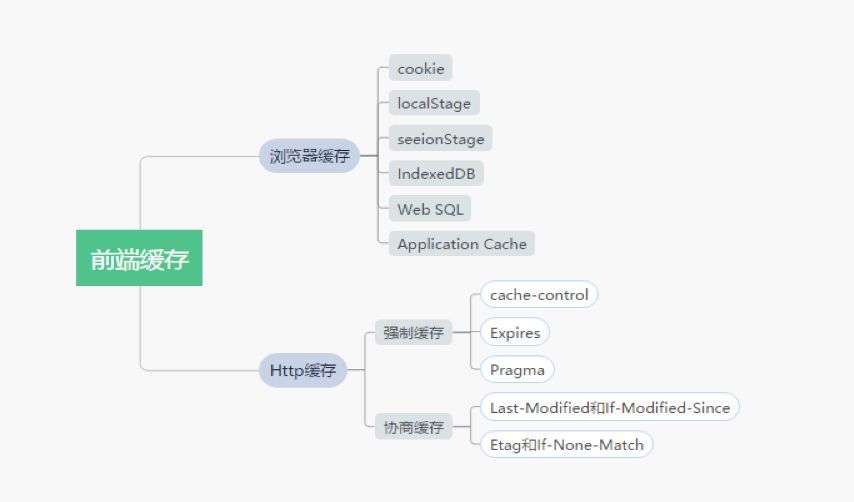 前端缓存
浏览器缓存
cookie
localStage
seeionStage
IndexedDB
Web SQL
Application Cache
Http缓存
强制缓存
cache-control
Expires
Pragma
协商缓存
Last-Modified和If-Modified-Since
Etag和If-None-Match